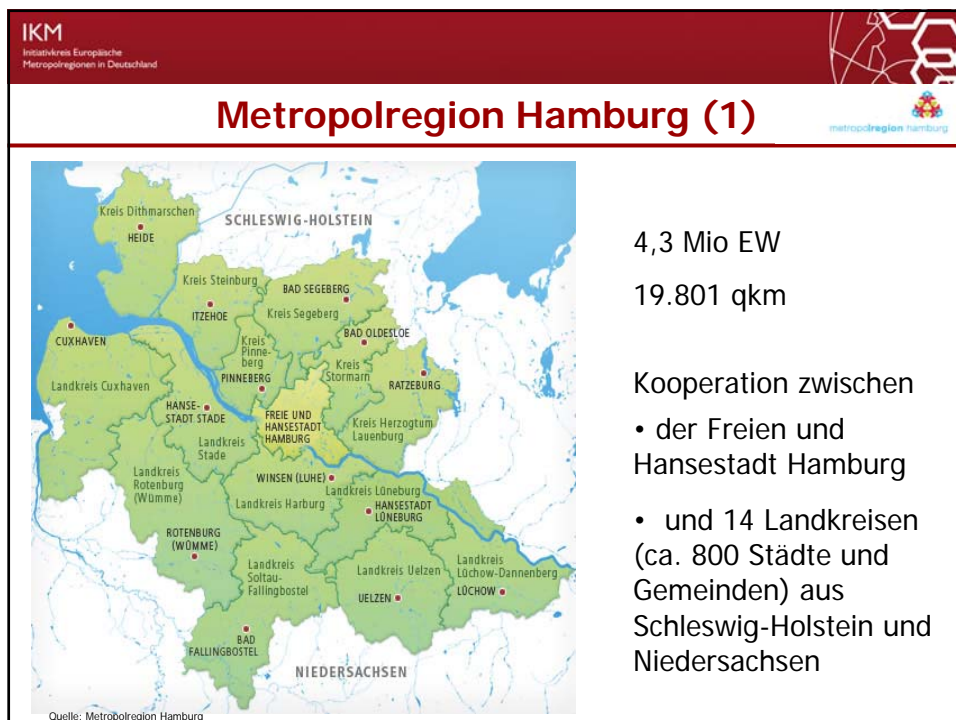 IKM
Initiativkreis Europäische
Metropolregionen in Deutschland
Metropolregion Hamburg (1)
metropolregion hamburg
Kreis Dithmarschen
HEIDE
SCHLESWIG-HOLSTEIN
Kreis Steinburg
ITZEHOE
BAD SEGEBERG
Kreis Segeberg
CUXHAVEN
Landkreis Cuxhaven
Kreis
Pinne-
berg
PINNEBERG
BAD OLDESLOE
Kreis
Stormarn
RATZEBURG
HANSE-
STADT STADE
Landkreis
Stade
FREIE UND
HANSESTADT
HAMBURG
Kreis Herzogtum
Lauenburg
Landkreis
Rotenburg
(Wümme)
WINSEN (LUHE)
Landkreis Harburg
Landkreis Lüneburg
HANSESTADT
LÜNEBURG
ROTENBURG
(WÜMME)
Landkreis
Soltau-
Fallingbostel
Landkreis Uelzen
UELZEN
Landkreis
Lüchow-Dannenberg
LÜCHOW
BAD
FALLINGBOSTEL
NIEDERSACHSEN
Quelle: Metropolregion Hamburg
4,3 Mio EW
19.801 qkm
Kooperation zwischen
• der Freien und
Hansestadt Hamburg
• und 14 Landkreisen
(ca. 800 Städte und
Gemeinden) aus
Schleswig-Holstein und
Niedersachsen